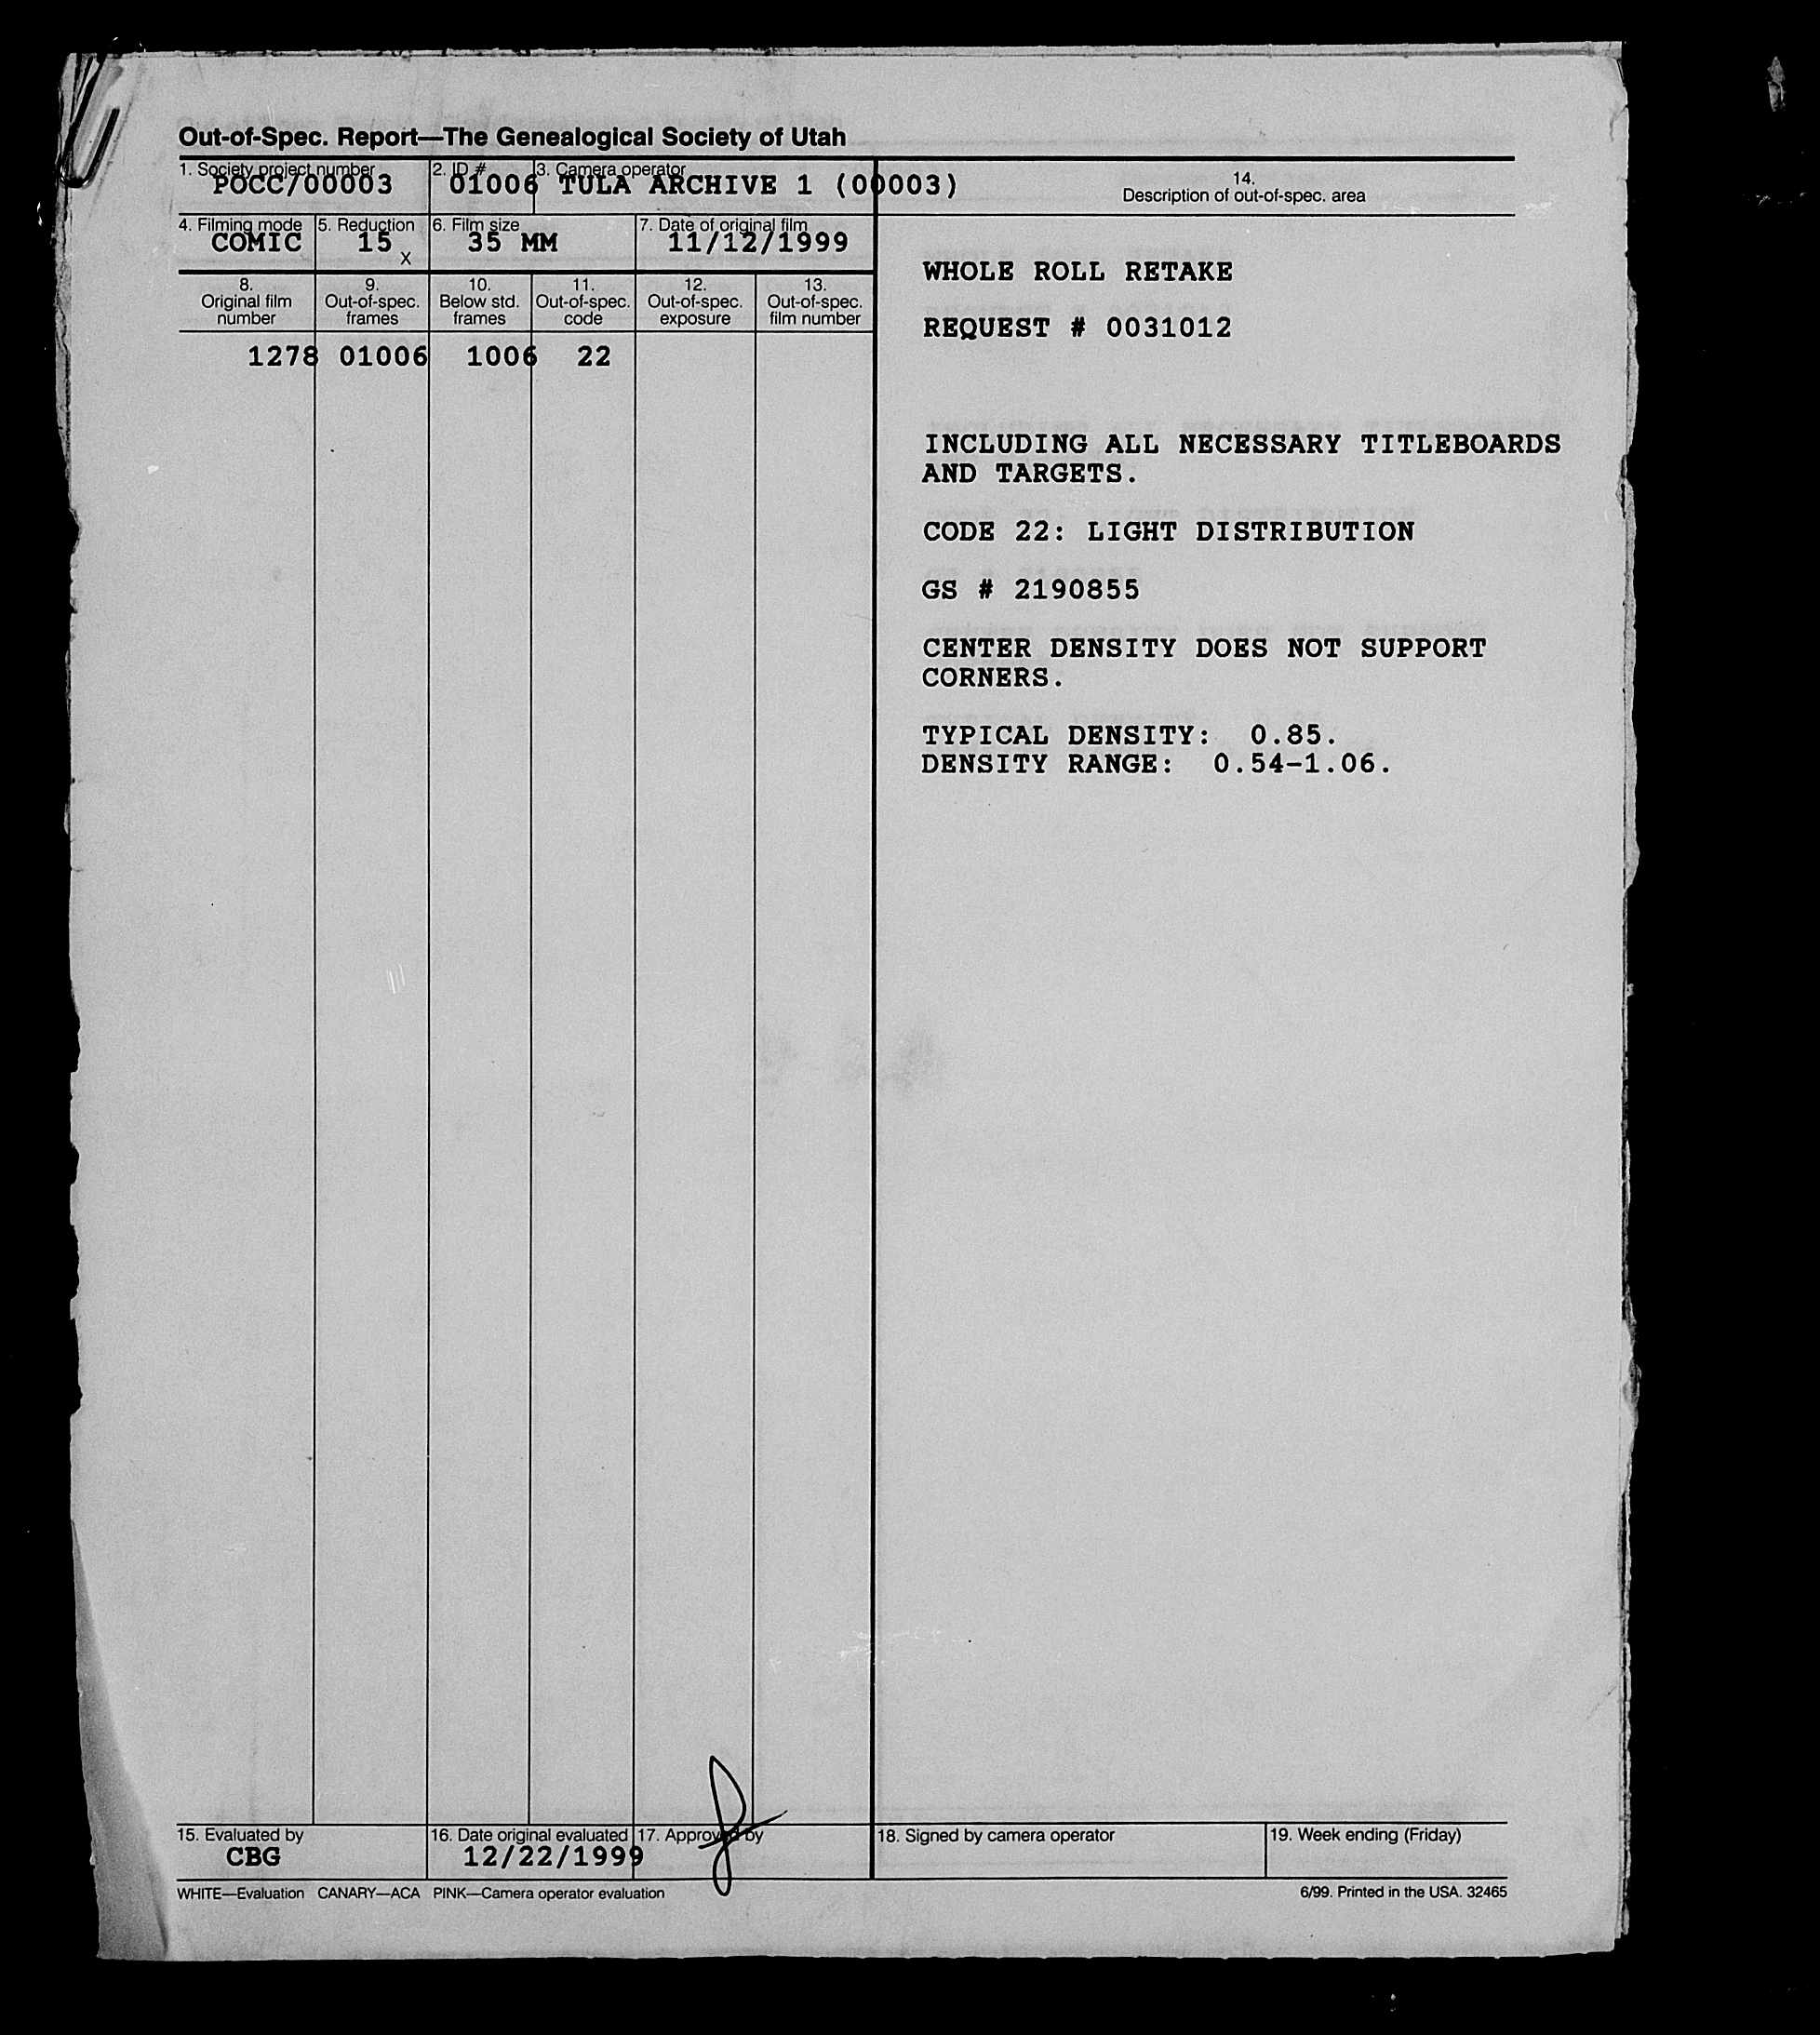 Out-of-Spec. Report—The Genealogical Society of Utah
1. Society project number
POCC/00003
2. ID #
01006
3. Camera operator
TULA ARCHIVE 1 (00003)
4. Filming mode
COMIC
5. Reduction
15 X
6. Film size
35 MM
7. Date of original film
11/12/1999
8. Original film number
9. Out-of-spec. frames
10. Below std. frames
11. Out-of-spec. code
12. Out-of-spec. exposure
13. Out-of-spec. film number
1278 01006 1006 22
14.
Description of out-of-spec. area
WHOLE ROLL RETAKE
REQUEST # 0031012
INCLUDING ALL NECESSARY TITLEBOARDS
AND TARGETS.
CODE 22: LIGHT DISTRIBUTION
GS # 2190855
CENTER DENSITY DOES NOT SUPPORT
CORNERS.
TYPICAL DENSITY: 0.85.
DENSITY RANGE: 0.54-1.06.
15. Evaluated by
CBG
16. Date original evaluated
12/22/1999
17. Approved by
18. Signed by camera operator
19. Week ending (Friday)
WHITE—Evaluation CANARY—ACA PINK—Camera operator evaluation
6/99. Printed in the USA. 32465